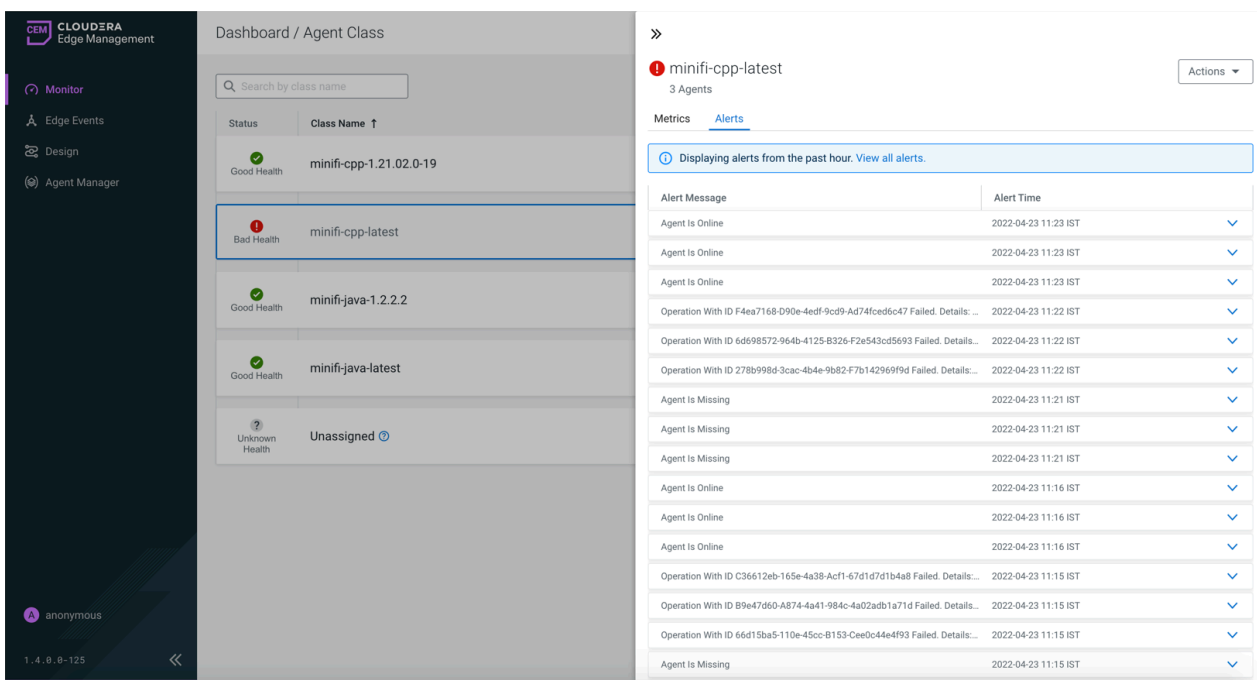 CEM
CLOUDERA
Edge Management
Monitor
Edge Events
Design
Agent Manager
A anonymous
1.4.0.0-125
Dashboard / Agent Class
Search by class name
Status Class Name ↑
Good Health minifi-cpp-1.21.02.0-19
Bad Health minifi-cpp-latest
Good Health minifi-java-1.2.2.2
Good Health minifi-java-latest
?
Unknown Health Unassigned ?
minifi-cpp-latest
3 Agents
Actions
Metrics Alerts
Displaying alerts from the past hour. View all alerts.
Alert Message Alert Time
Agent Is Online 2022-04-23 11:23 IST
Agent Is Online 2022-04-23 11:23 IST
Agent Is Online 2022-04-23 11:23 IST
Operation With ID F4ea7168-D90e-4edf-9cd9-Ad74fced6c47 Failed. Details: ... 2022-04-23 11:22 IST
Operation With ID 6d698572-964b-4125-B326-F2e543cd5693 Failed. Details... 2022-04-23 11:22 IST
Operation With ID 278b998d-3cac-4b4e-9b82-F7b142969f9d Failed. Details:... 2022-04-23 11:22 IST
Agent Is Missing 2022-04-23 11:21 IST
Agent Is Missing 2022-04-23 11:21 IST
Agent Is Missing 2022-04-23 11:21 IST
Agent Is Online 2022-04-23 11:16 IST
Agent Is Online 2022-04-23 11:16 IST
Agent Is Online 2022-04-23 11:16 IST
Operation With ID C36612eb-165e-4a38-Acf1-67d1d7d1b4a8 Failed. Details:... 2022-04-23 11:15 IST
Operation With ID B9e47d60-A874-4a41-984c-4a02adb1a71d Failed. Details... 2022-04-23 11:15 IST
Operation With ID 66d15ba5-110e-45cc-B153-Cee0c44e4f93 Failed. Details:... 2022-04-23 11:15 IST
Agent Is Missing 2022-04-23 11:15 IST